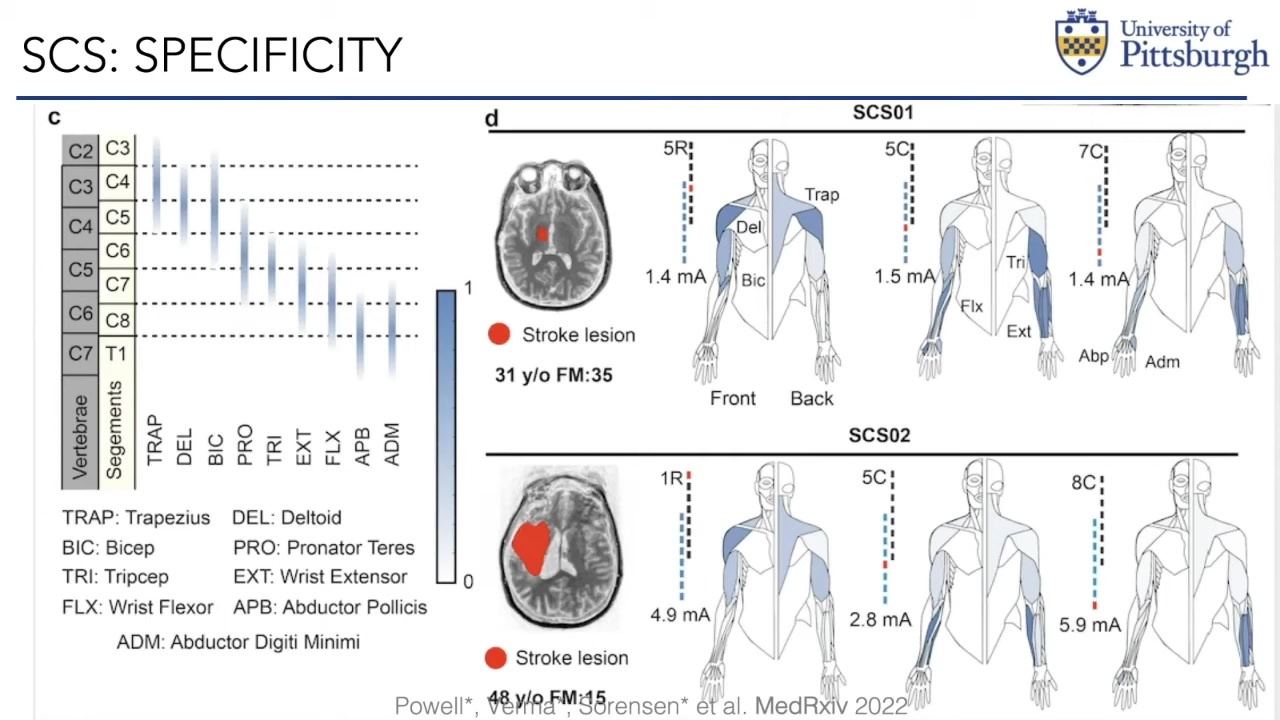 SCS: SPECIFICITY
University of
Pittsburgh
c
C2
C3
C4
C5
C6
C7
Vertebrae
C3
C4
C5
C6
C7
C8
T1
Segements
TRAP
DEL
BIC
PRO
TRI
EXT
FLX
APB
ADM
1
0
TRAP: Trapezius DEL: Deltoid
BIC: Bicep PRO: Pronator Teres
TRI: Tripcep EXT: Wrist Extensor
FLX: Wrist Flexor APB: Abductor Pollicis
ADM: Abductor Digiti Minimi
d
SCS01
Stroke lesion
31 y/o FM:35
5R
1.4 mA
Trap
Del
Bic
Front Back
5C
1.5 mA
Tri
Flx
Ext
7C
1.4 mA
Abp
Adm
SCS02
Stroke lesion
48 y/o FM:15
1R
4.9 mA
5C
2.8 mA
8C
5.9 mA
Powell*, Verma*, Sorensen* et al. MedRxiv 2022